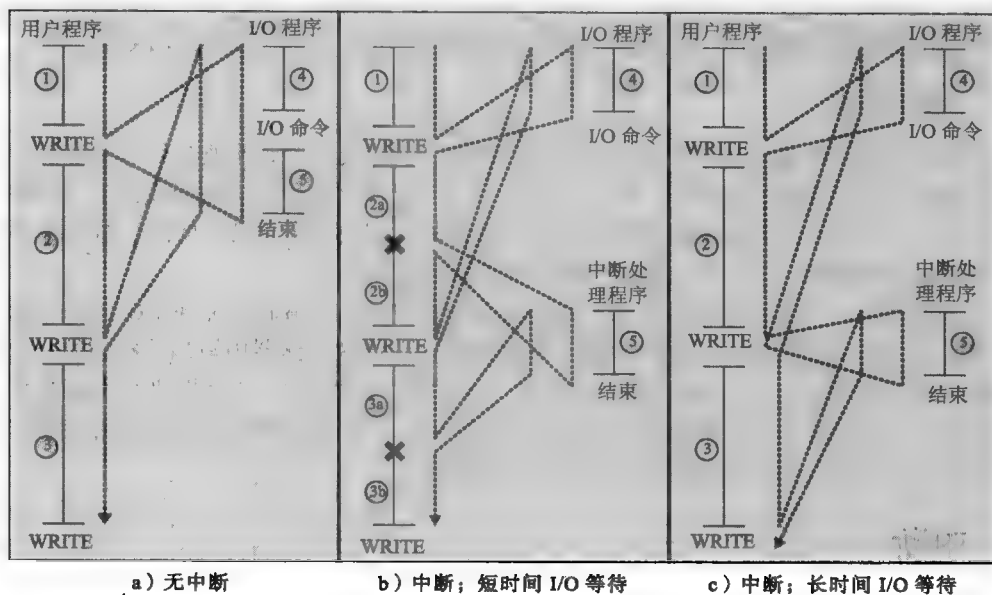 用户程序
I/O 程序
①
④
I/O 命令
WRITE
⑤
结束
②
WRITE
③
WRITE
a）无中断
I/O 程序
①
④
I/O 命令
WRITE
2a
2b
中断处
理程序
⑤
结束
WRITE
3a
3b
WRITE
b）中断；短时间 I/O 等待
用户程序
I/O 程序
①
④
I/O 命令
WRITE
②
中断处
理程序
⑤
结束
WRITE
③
WRITE
c）中断；长时间 I/O 等待